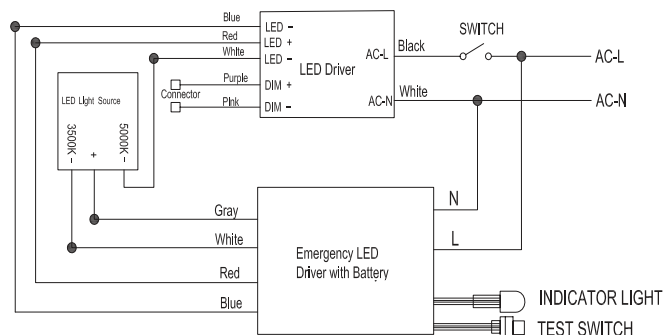 Blue
LED −
Red
LED +
White
LED −
Purple
DIM +
Connector
Pink
DIM −
LED Driver
AC-L
Black
SWITCH
AC-L
AC-N
White
AC-N
LED Light Source
3500K −
+
5000K −
Gray
White
Red
Blue
Emergency LED
Driver with Battery
N
L
INDICATOR LIGHT
TEST SWITCH